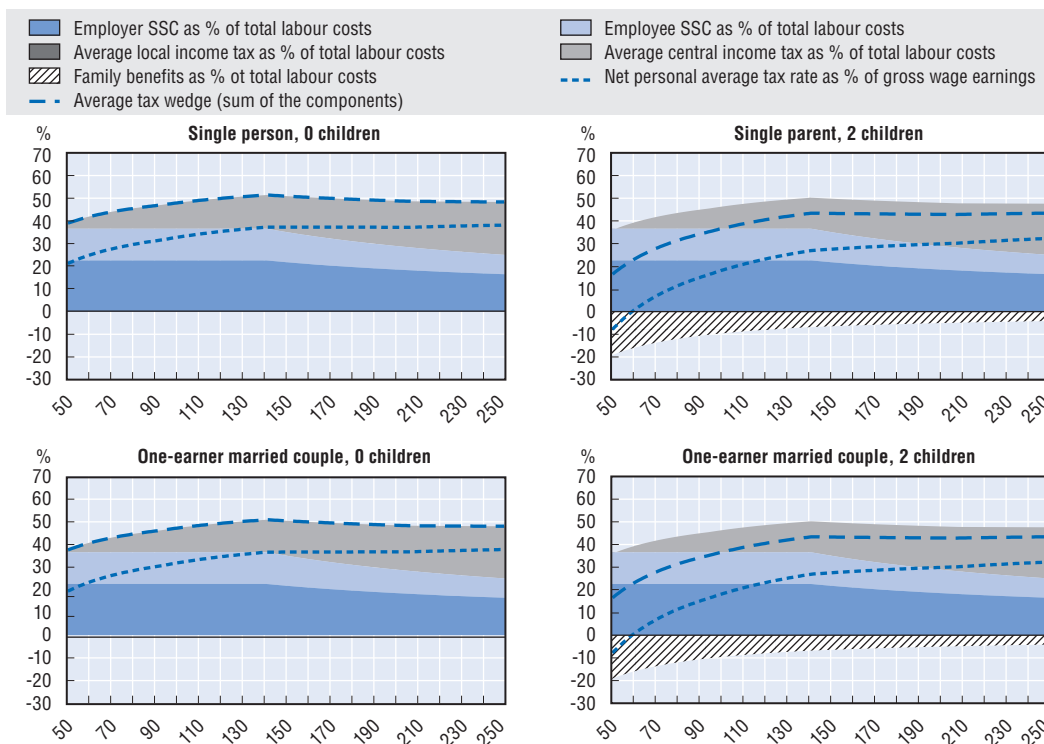 Employer SSC as % of total labour costs
Employee SSC as % of total labour costs
Average local income tax as % of total labour costs
Average central income tax as % of total labour costs
Family benefits as % ot total labour costs
Net personal average tax rate as % of gross wage earnings
Average tax wedge (sum of the components)
% Single person, 0 children
70
60
50
40
30
20
10
0
-10
-20
-30
50 70 90 110 130 150 170 190 210 230 250
% Single parent, 2 children
70
60
50
40
30
20
10
0
-10
-20
-30
50 70 90 110 130 150 170 190 210 230 250
% One-earner married couple, 0 children
70
60
50
40
30
20
10
0
-10
-20
-30
50 70 90 110 130 150 170 190 210 230 250
% One-earner married couple, 2 children
70
60
50
40
30
20
10
0
-10
-20
-30
50 70 90 110 130 150 170 190 210 230 250